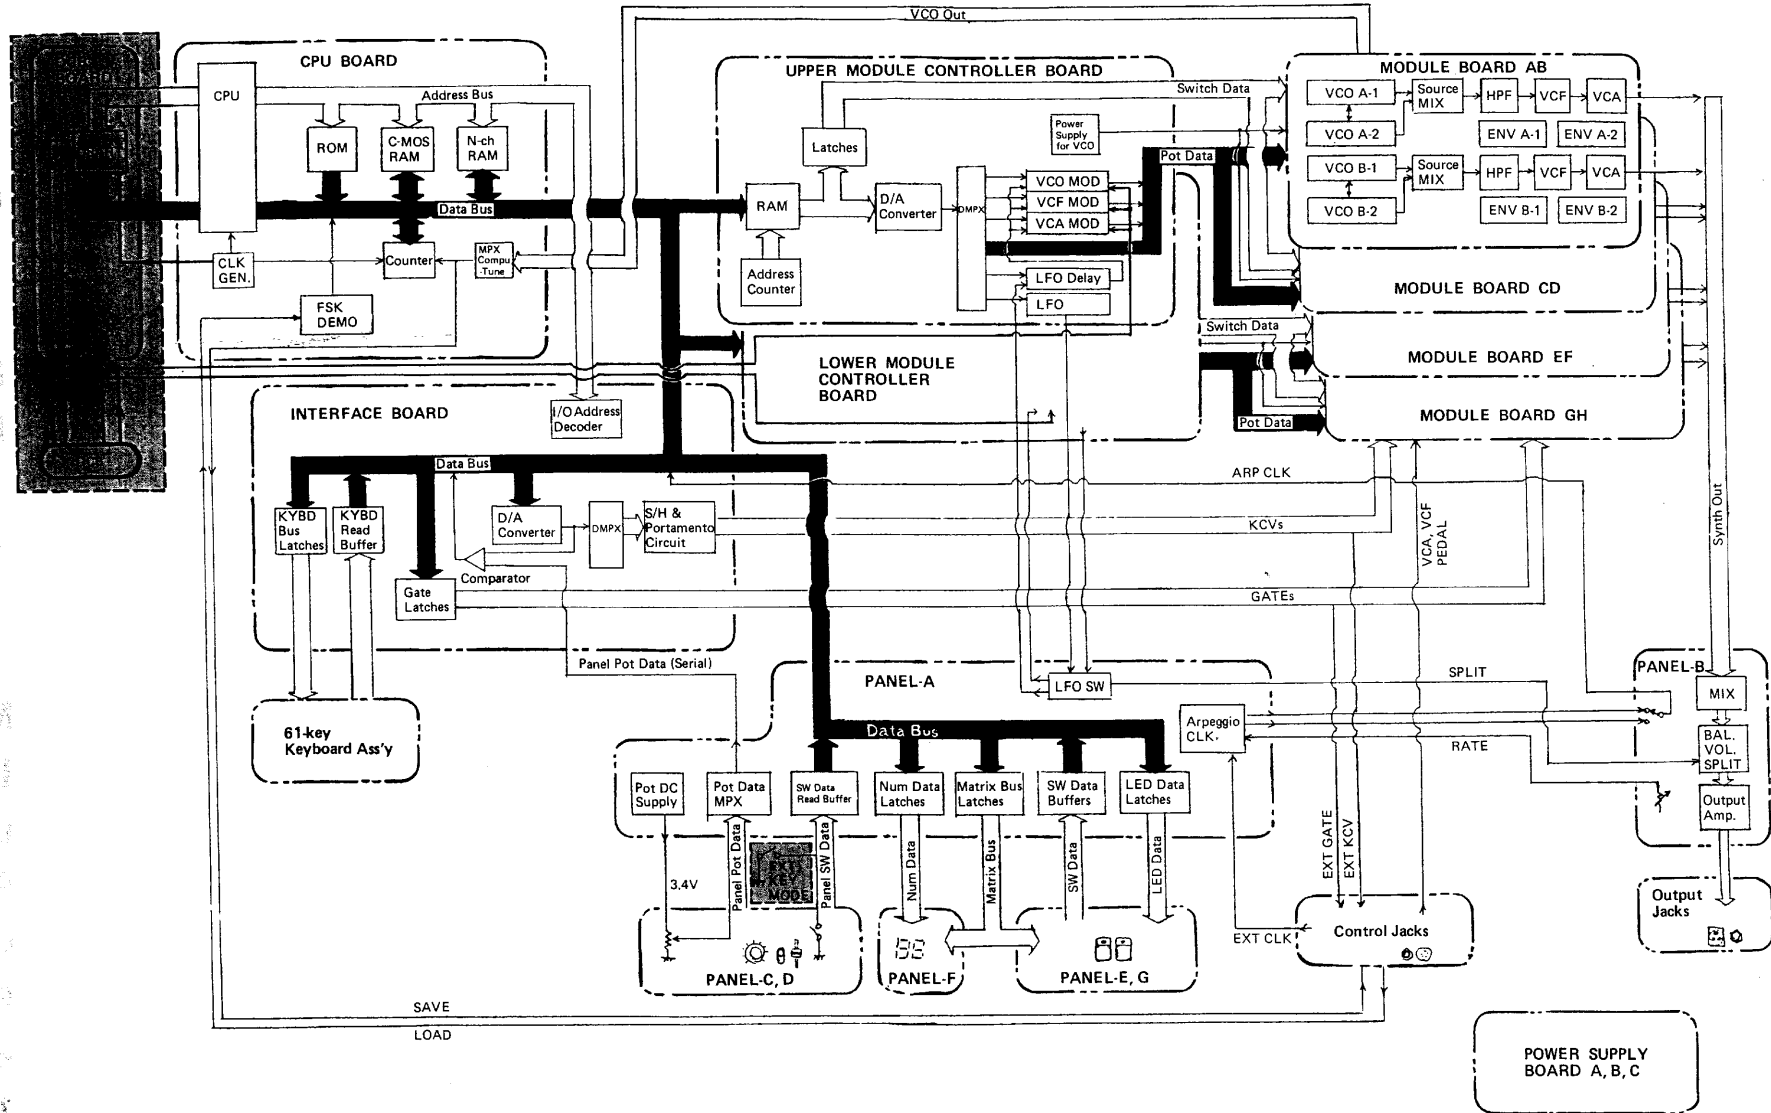 VCO Out
CPU BOARD
CPU
Address Bus
ROM
C-MOS
RAM
N-ch
RAM
Data Bus
CLK
GEN.
Counter
MPX
Compu
-Tune
FSK
DEMO
UPPER MODULE CONTROLLER BOARD
Switch Data
Latches
Power
Supply
for VCO
RAM
D/A
Converter
DMPX
VCO MOD
VCF MOD
VCA MOD
Address
Counter
LFO Delay
LFO
Pot Data
MODULE BOARD AB
VCO A-1
Source
MIX
HPF
VCF
VCA
VCO A-2
ENV A-1
ENV A-2
VCO B-1
Source
MIX
HPF
VCF
VCA
VCO B-2
ENV B-1
ENV B-2
MODULE BOARD CD
Switch Data
MODULE BOARD EF
MODULE BOARD GH
Pot Data
LOWER MODULE
CONTROLLER
BOARD
INTERFACE BOARD
I/O Address
Decoder
Data Bus
KYBD
Bus
Latches
KYBD
Read
Buffer
D/A
Converter
DMPX
S/H &
Portamento
Circuit
Comparator
Gate
Latches
ARP CLK
KCVs
GATEs
VCA, VCF
PEDAL
Synth Out
Panel Pot Data (Serial)
61-key
Keyboard Ass'y
PANEL-A
LFO SW
SPLIT
Arpeggio
CLK.
RATE
Data Bus
Pot DC
Supply
Pot Data
MPX
SW Data
Read Buffer
Num Data
Latches
Matrix Bus
Latches
SW Data
Buffers
LED Data
Latches
PANEL-B
MIX
BAL.
VOL.
SPLIT
Output
Amp.
3.4V
Panel Pot Data
EXT
KEY
MODE
Panel SW Data
Num Data
Matrix Bus
SW Data
LED Data
EXT GATE
EXT KCV
PANEL-C, D
PANEL-F
PANEL-E, G
EXT CLK
Control Jacks
Output
Jacks
SAVE
LOAD
POWER SUPPLY
BOARD A, B, C